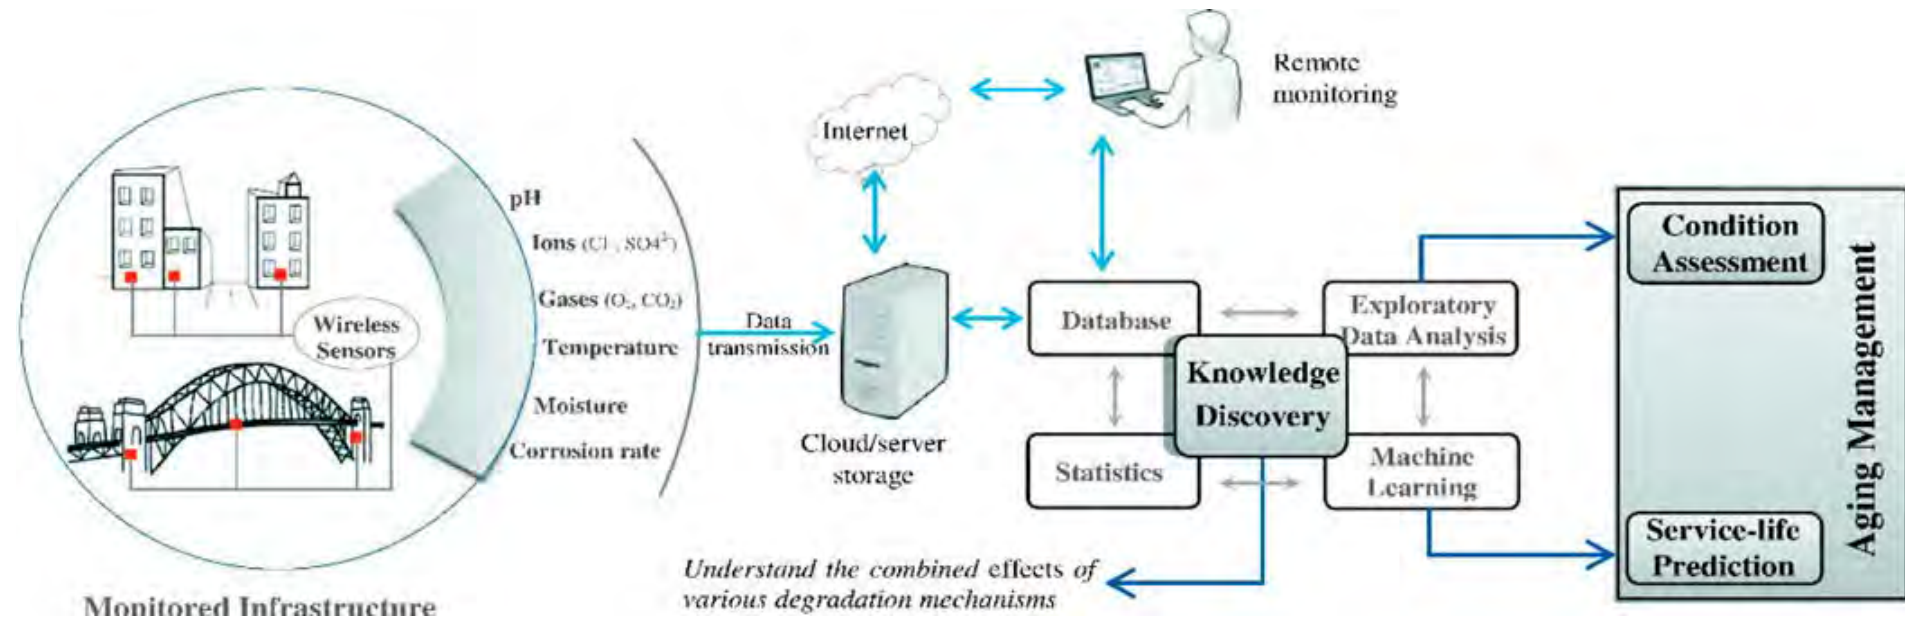 Remote
monitoring
Internet
pH
Ions (Cl⁻, SO4²⁻)
Gases (O₂, CO₂)
Temperature
Moisture
Corrosion rate
Wireless
Sensors
Monitored Infrastructure
Data
transmission
Cloud/server
storage
Database
Exploratory
Data Analysis
Knowledge
Discovery
Statistics
Machine
Learning
Understand the combined effects of
various degradation mechanisms
Condition
Assessment
Service-life
Prediction
Aging Management